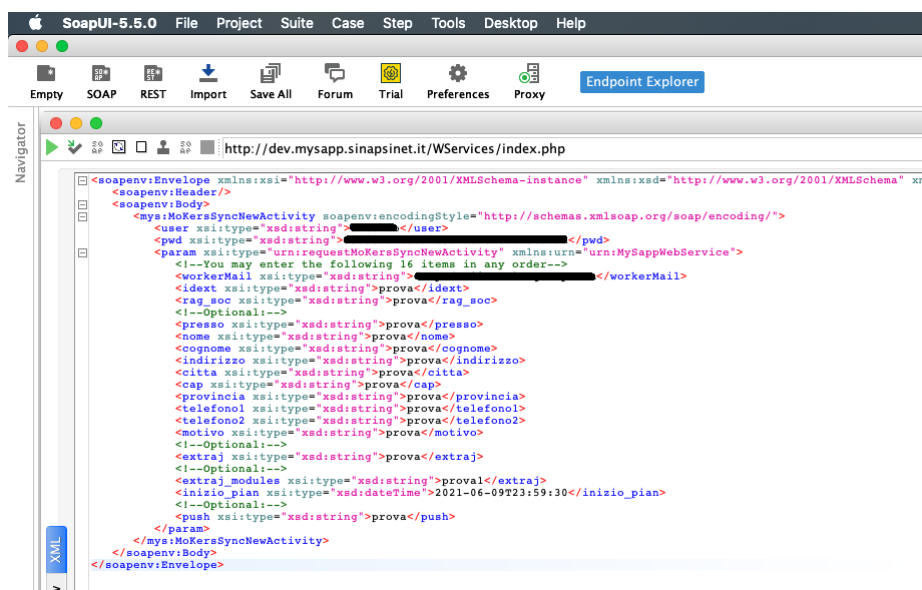 SoapUI-5.5.0 File Project Suite Case Step Tools Desktop Help
Empty SOAP REST Import Save All Forum Trial Preferences Proxy Endpoint Explorer
Navigator
http://dev.mysapp.sinapsinet.it/WServices/index.php
<soapenv:Envelope xmlns:xsi="http://www.w3.org/2001/XMLSchema-instance" xmlns:xsd="http://www.w3.org/2001/XMLSchema" xm
<soapenv:Header/>
<soapenv:Body>
<mys:MoKersSyncNewActivity soapenv:encodingStyle="http://schemas.xmlsoap.org/soap/encoding/">
<user xsi:type="xsd:string"></user>
<pwd xsi:type="xsd:string"></pwd>
<param xsi:type="urn:requestMoKersSyncNewActivity" xmlns:urn="urn:MySappWebService">
<!--You may enter the following 16 items in any order-->
<workerMail xsi:type="xsd:string"></workerMail>
<idext xsi:type="xsd:string">prova</idext>
<rag_soc xsi:type="xsd:string">prova</rag_soc>
<!--Optional:-->
<presso xsi:type="xsd:string">prova</presso>
<nome xsi:type="xsd:string">prova</nome>
<cognome xsi:type="xsd:string">prova</cognome>
<indirizzo xsi:type="xsd:string">prova</indirizzo>
<citta xsi:type="xsd:string">prova</citta>
<cap xsi:type="xsd:string">prova</cap>
<provincia xsi:type="xsd:string">prova</provincia>
<telefono1 xsi:type="xsd:string">prova</telefono1>
<telefono2 xsi:type="xsd:string">prova</telefono2>
<motivo xsi:type="xsd:string">prova</motivo>
<!--Optional:-->
<extraj xsi:type="xsd:string">prova</extraj>
<!--Optional:-->
<extraj_modules xsi:type="xsd:string">prova1</extraj>
<inizio_pian xsi:type="xsd:dateTime">2021-06-09T23:59:30</inizio_pian>
<!--Optional:-->
<push xsi:type="xsd:string">prova</push>
</param>
</mys:MoKersSyncNewActivity>
</soapenv:Body>
</soapenv:Envelope>
XML